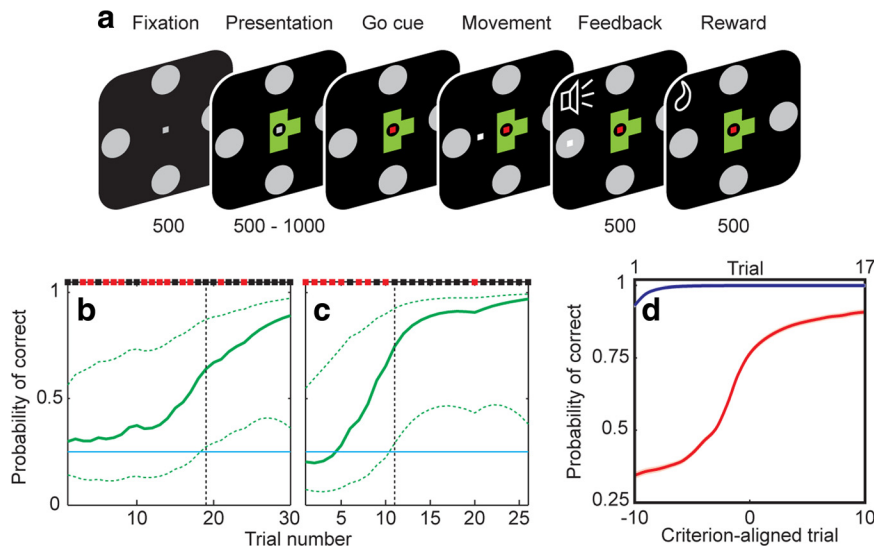 a Fixation Presentation Go cue Movement Feedback Reward
500 500 - 1000 500 500
b c d
Trial
1 17
Probability of correct
1
0.5
0
10 20 30
5 10 15 20 25
Trial number
Probability of correct
1
0.75
0.5
0.25
-10 0 10
Criterion-aligned trial